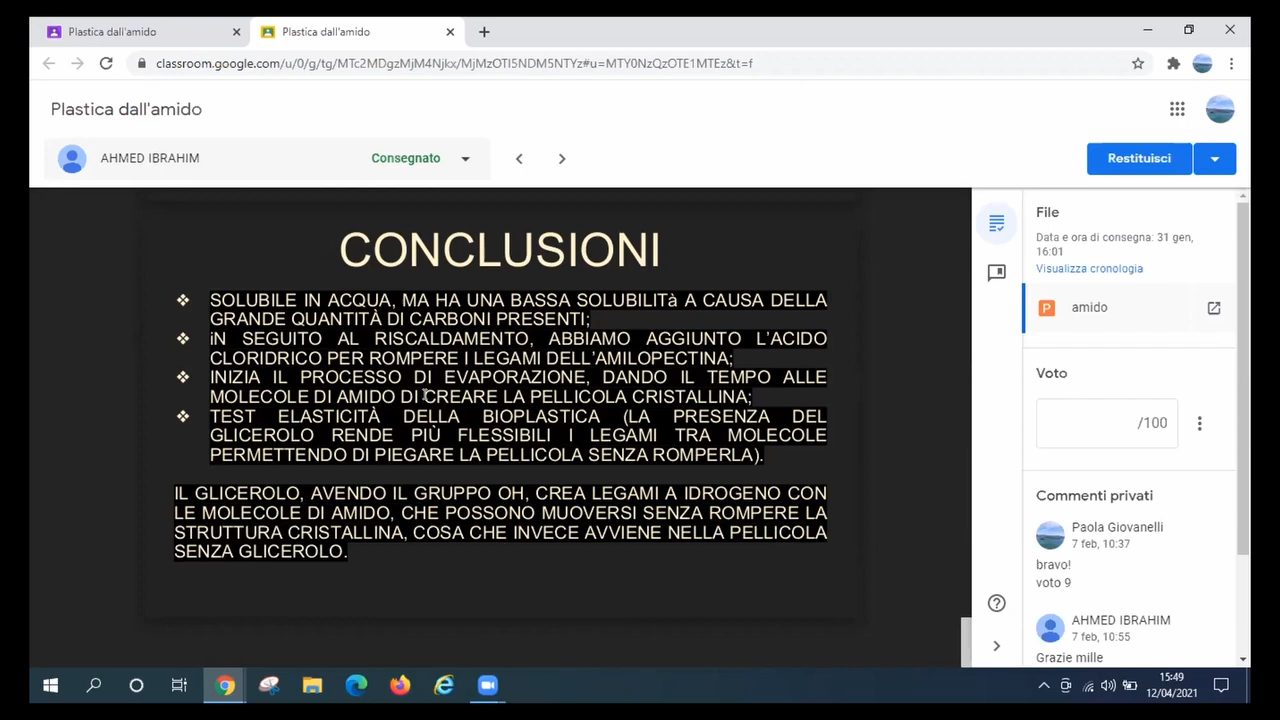 Plastica dall'amido
Plastica dall'amido
classroom.google.com/u/0/g/tg/MTc2MDgzMjM4Njkx/MjMzOTI5NDM5NTYz#u=MTY0NzQzOTE1MTEz&t=f
Plastica dall'amido
AHMED IBRAHIM
Consegnato
Restituisci
CONCLUSIONI
❖ SOLUBILE IN ACQUA, MA HA UNA BASSA SOLUBILITà A CAUSA DELLA
GRANDE QUANTITÀ DI CARBONI PRESENTI;
❖ iN SEGUITO AL RISCALDAMENTO, ABBIAMO AGGIUNTO L'ACIDO
CLORIDRICO PER ROMPERE I LEGAMI DELL'AMILOPECTINA;
❖ INIZIA IL PROCESSO DI EVAPORAZIONE, DANDO IL TEMPO ALLE
MOLECOLE DI AMIDO DI CREARE LA PELLICOLA CRISTALLINA;
❖ TEST ELASTICITÀ DELLA BIOPLASTICA (LA PRESENZA DEL
GLICEROLO RENDE PIÙ FLESSIBILI I LEGAMI TRA MOLECOLE
PERMETTENDO DI PIEGARE LA PELLICOLA SENZA ROMPERLA).
IL GLICEROLO, AVENDO IL GRUPPO OH, CREA LEGAMI A IDROGENO CON
LE MOLECOLE DI AMIDO, CHE POSSONO MUOVERSI SENZA ROMPERE LA
STRUTTURA CRISTALLINA, COSA CHE INVECE AVVIENE NELLA PELLICOLA
SENZA GLICEROLO.
File
Data e ora di consegna: 31 gen,
16:01
Visualizza cronologia
P
amido
Voto
/100
Commenti privati
Paola Giovanelli
7 feb, 10:37
bravo!
voto 9
AHMED IBRAHIM
7 feb, 10:55
Grazie mille
15:49
12/04/2021